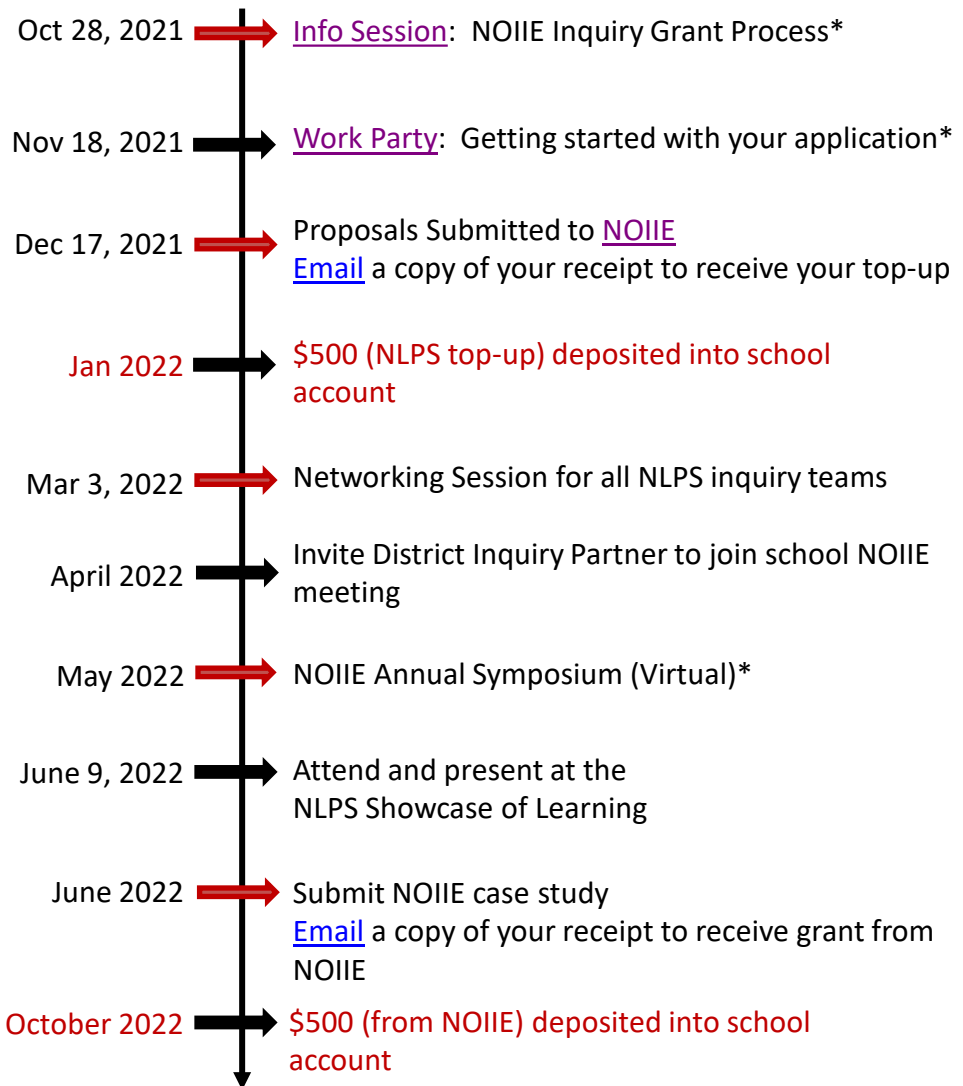 Oct 28, 2021 Info Session: NOIIE Inquiry Grant Process*
Nov 18, 2021 Work Party: Getting started with your application*
Dec 17, 2021 Proposals Submitted to NOIIE
Email a copy of your receipt to receive your top-up
Jan 2022 $500 (NLPS top-up) deposited into school
account
Mar 3, 2022 Networking Session for all NLPS inquiry teams
April 2022 Invite District Inquiry Partner to join school NOIIE
meeting
May 2022 NOIIE Annual Symposium (Virtual)*
June 9, 2022 Attend and present at the
NLPS Showcase of Learning
June 2022 Submit NOIIE case study
Email a copy of your receipt to receive grant from
NOIIE
October 2022 $500 (from NOIIE) deposited into school
account